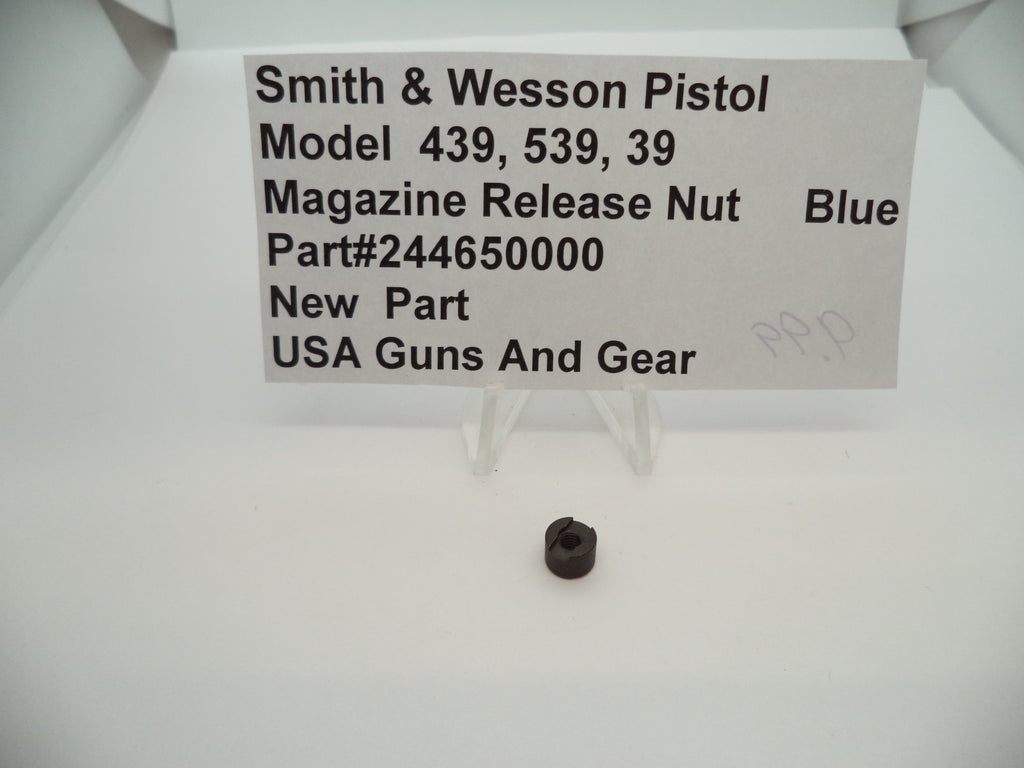 Smith & Wesson Pistol
Model 439, 539, 39
Magazine Release Nut Blue
Part#244650000
New Part
USA Guns And Gear